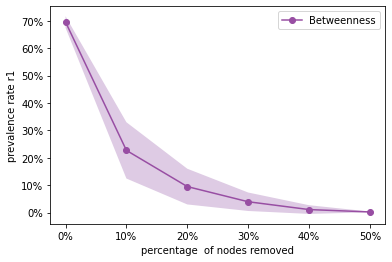 Betweenness
prevalence rate r1
70%
60%
50%
40%
30%
20%
10%
0%
0% 10% 20% 30% 40% 50%
percentage  of nodes removed